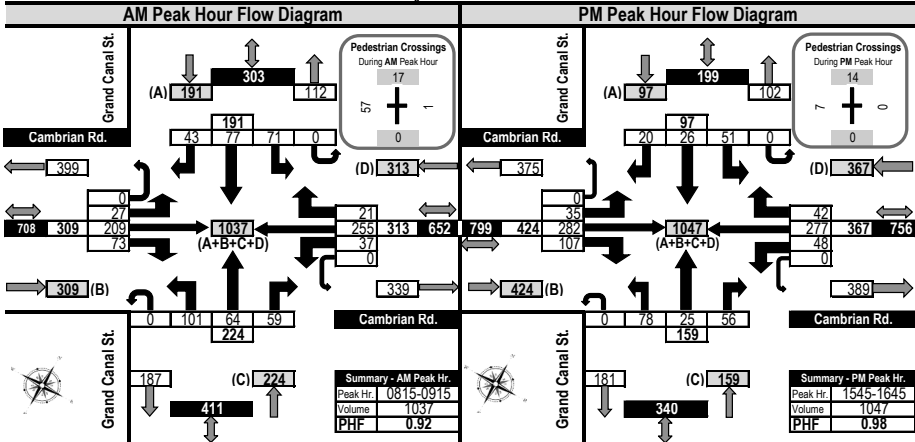 AM Peak Hour Flow Diagram
Grand Canal St.
303
(A) 191 112
Pedestrian Crossings
During AM Peak Hour
17
57 1
0
191
43 77 71 0
Cambrian Rd.
399
(D) 313
0
27
708 309 209
73
1037
(A+B+C+D)
21
255 313 652
37
0
309 (B)
339
0 101 64 59
224
Cambrian Rd.
Grand Canal St.
187 (C) 224
411
Summary - AM Peak Hr.
Peak Hr. 0815-0915
Volume 1037
PHF 0.92
PM Peak Hour Flow Diagram
Grand Canal St.
199
(A) 97 102
Pedestrian Crossings
During PM Peak Hour
14
7 0
0
97
20 26 51 0
Cambrian Rd.
375
(D) 367
0
35
799 424 282
107
1047
(A+B+C+D)
42
277 367 756
48
0
424 (B)
389
0 78 25 56
159
Cambrian Rd.
Grand Canal St.
181 (C) 159
340
Summary - PM Peak Hr.
Peak Hr. 1545-1645
Volume 1047
PHF 0.98